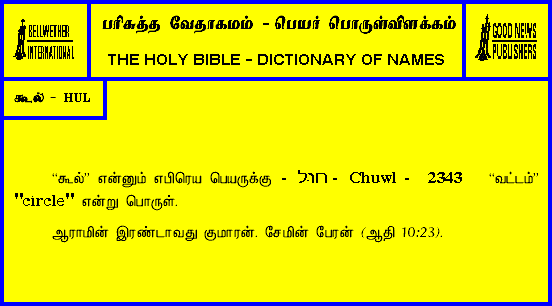 BELLWETHER
INTERNATIONAL
பரிசுத்த வேதாகமம் - பெயர் பொருள்விளக்கம்
THE HOLY BIBLE - DICTIONARY OF NAMES
GOOD NEWS
PUBLISHERS
கூல் - HUL
“கூல்” என்னும் எபிரெய பெயருக்கு - חול - Chuwl - 2343 “வட்டம்”
"circle" என்று பொருள்.
ஆராமின் இரண்டாவது குமாரன். சேமின் பேரன் (ஆதி 10:23).